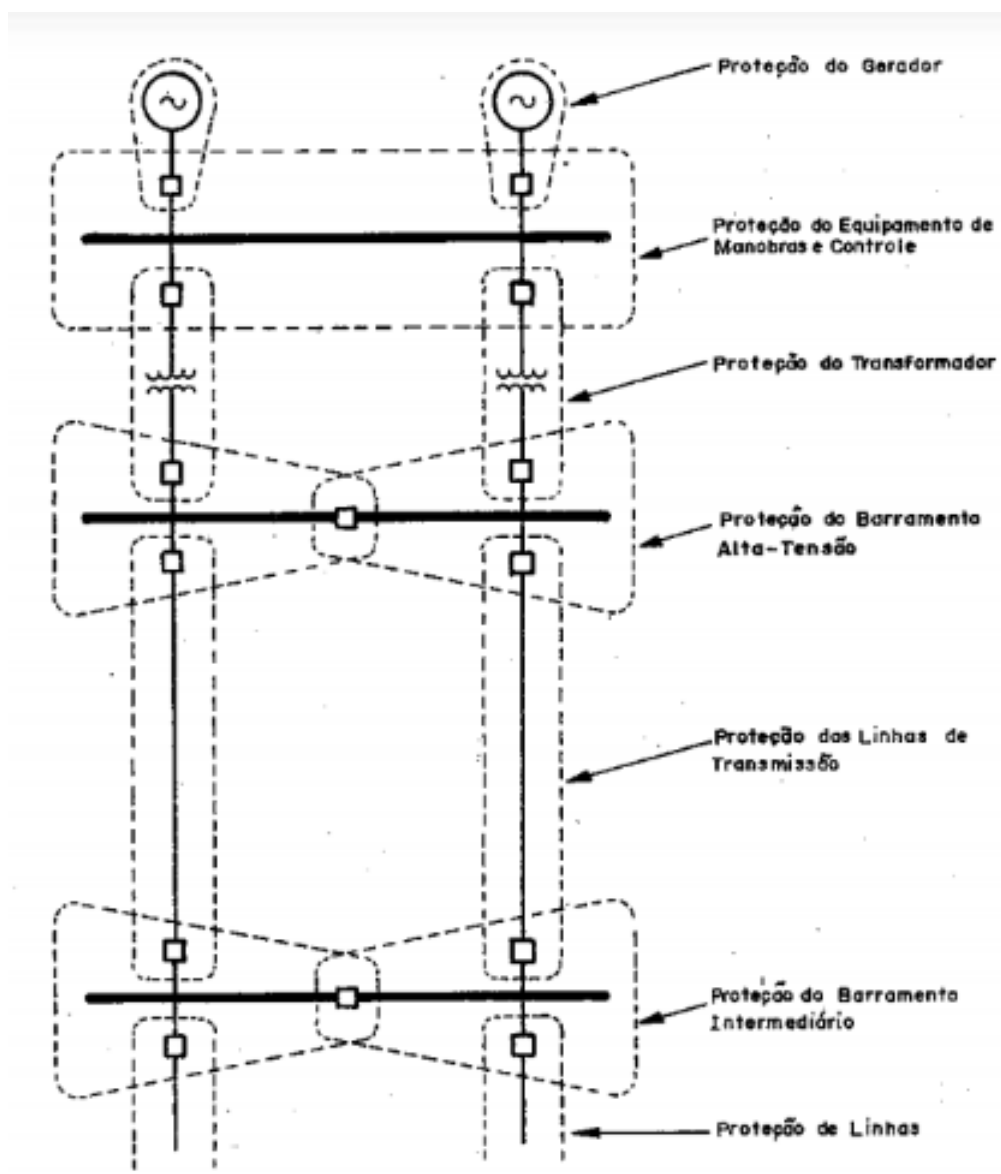 Proteção do Gerador
Proteção do Equipamento de
Manobras e Controle
Proteção do Transformador
Proteção do Barramento
Alta-Tensão
Proteção das Linhas de
Transmissão
Proteção do Barramento
Intermediário
Proteção de Linhas